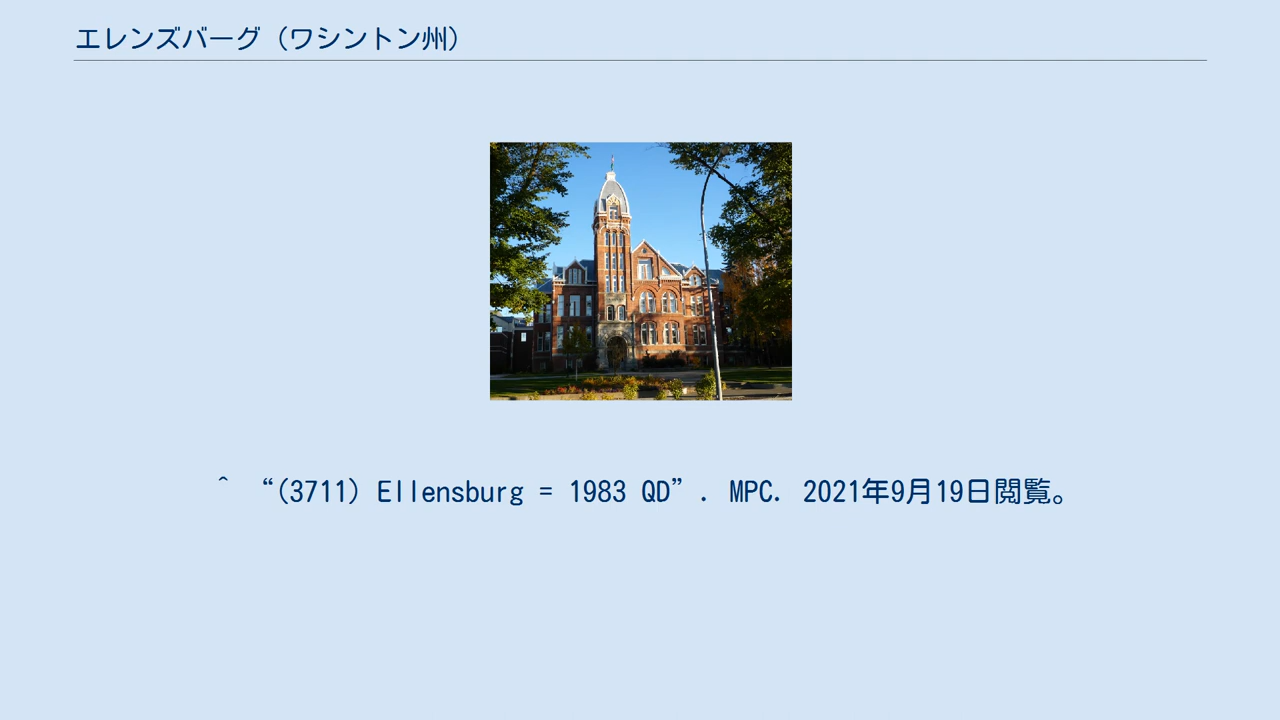 エレンズバーグ（ワシントン州）
^ “(3711) Ellensburg = 1983 QD”. MPC. 2021年9月19日閲覧。